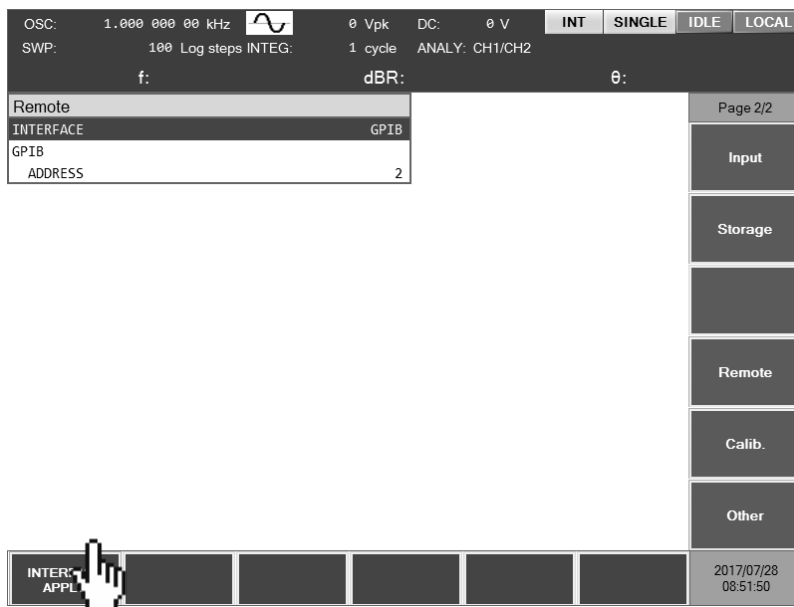 OSC: 1.000 000 00 kHz 0 Vpk DC: 0 V INT SINGLE IDLE LOCAL
SWP: 100 Log steps INTEG: 1 cycle ANALY: CH1/CH2
f: dBR: θ:
Remote
INTERFACE GPIB
GPIB
ADDRESS 2
Page 2/2
Input
Storage
Remote
Calib.
Other
2017/07/28
08:51:50